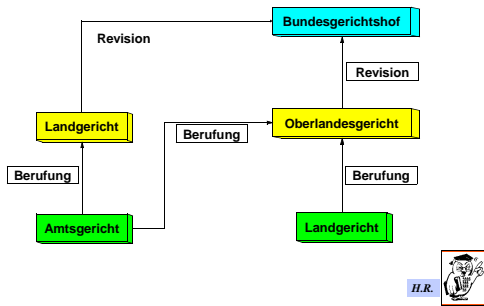 Bundesgerichtshof
Revision
Revision
Landgericht
Oberlandesgericht
Berufung
Berufung
Berufung
Amtsgericht
Landgericht
H.R.